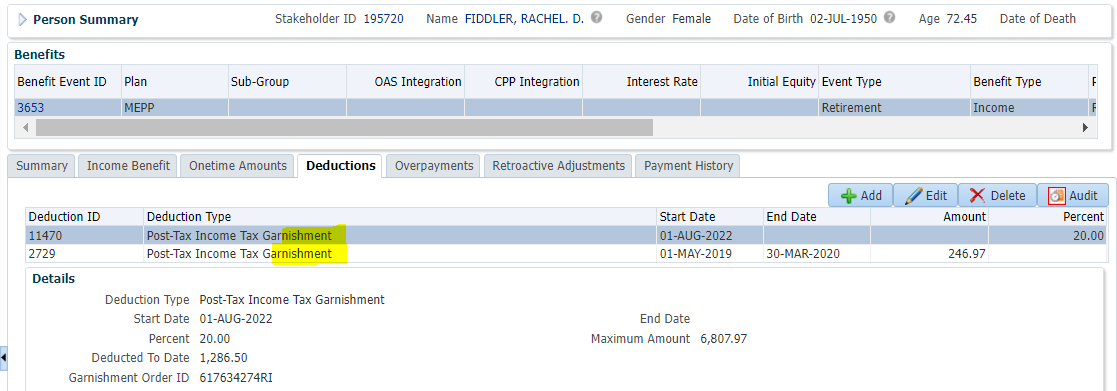 Person Summary Stakeholder ID 195720 Name FIDDLER, RACHEL. D. Gender Female Date of Birth 02-JUL-1950 Age 72.45 Date of Death
Benefits
Benefit Event ID Plan Sub-Group OAS Integration CPP Integration Interest Rate Initial Equity Event Type Benefit Type
3653 MEPP Retirement Income
Summary Income Benefit Onetime Amounts Deductions Overpayments Retroactive Adjustments Payment History
Add Edit Delete Audit
Deduction ID Deduction Type Start Date End Date Amount Percent
11470 Post-Tax Income Tax Garnishment 01-AUG-2022 20.00
2729 Post-Tax Income Tax Garnishment 01-MAY-2019 30-MAR-2020 246.97
Details
Deduction Type Post-Tax Income Tax Garnishment
Start Date 01-AUG-2022 End Date
Percent 20.00 Maximum Amount 6,807.97
Deducted To Date 1,286.50
Garnishment Order ID 617634274RI